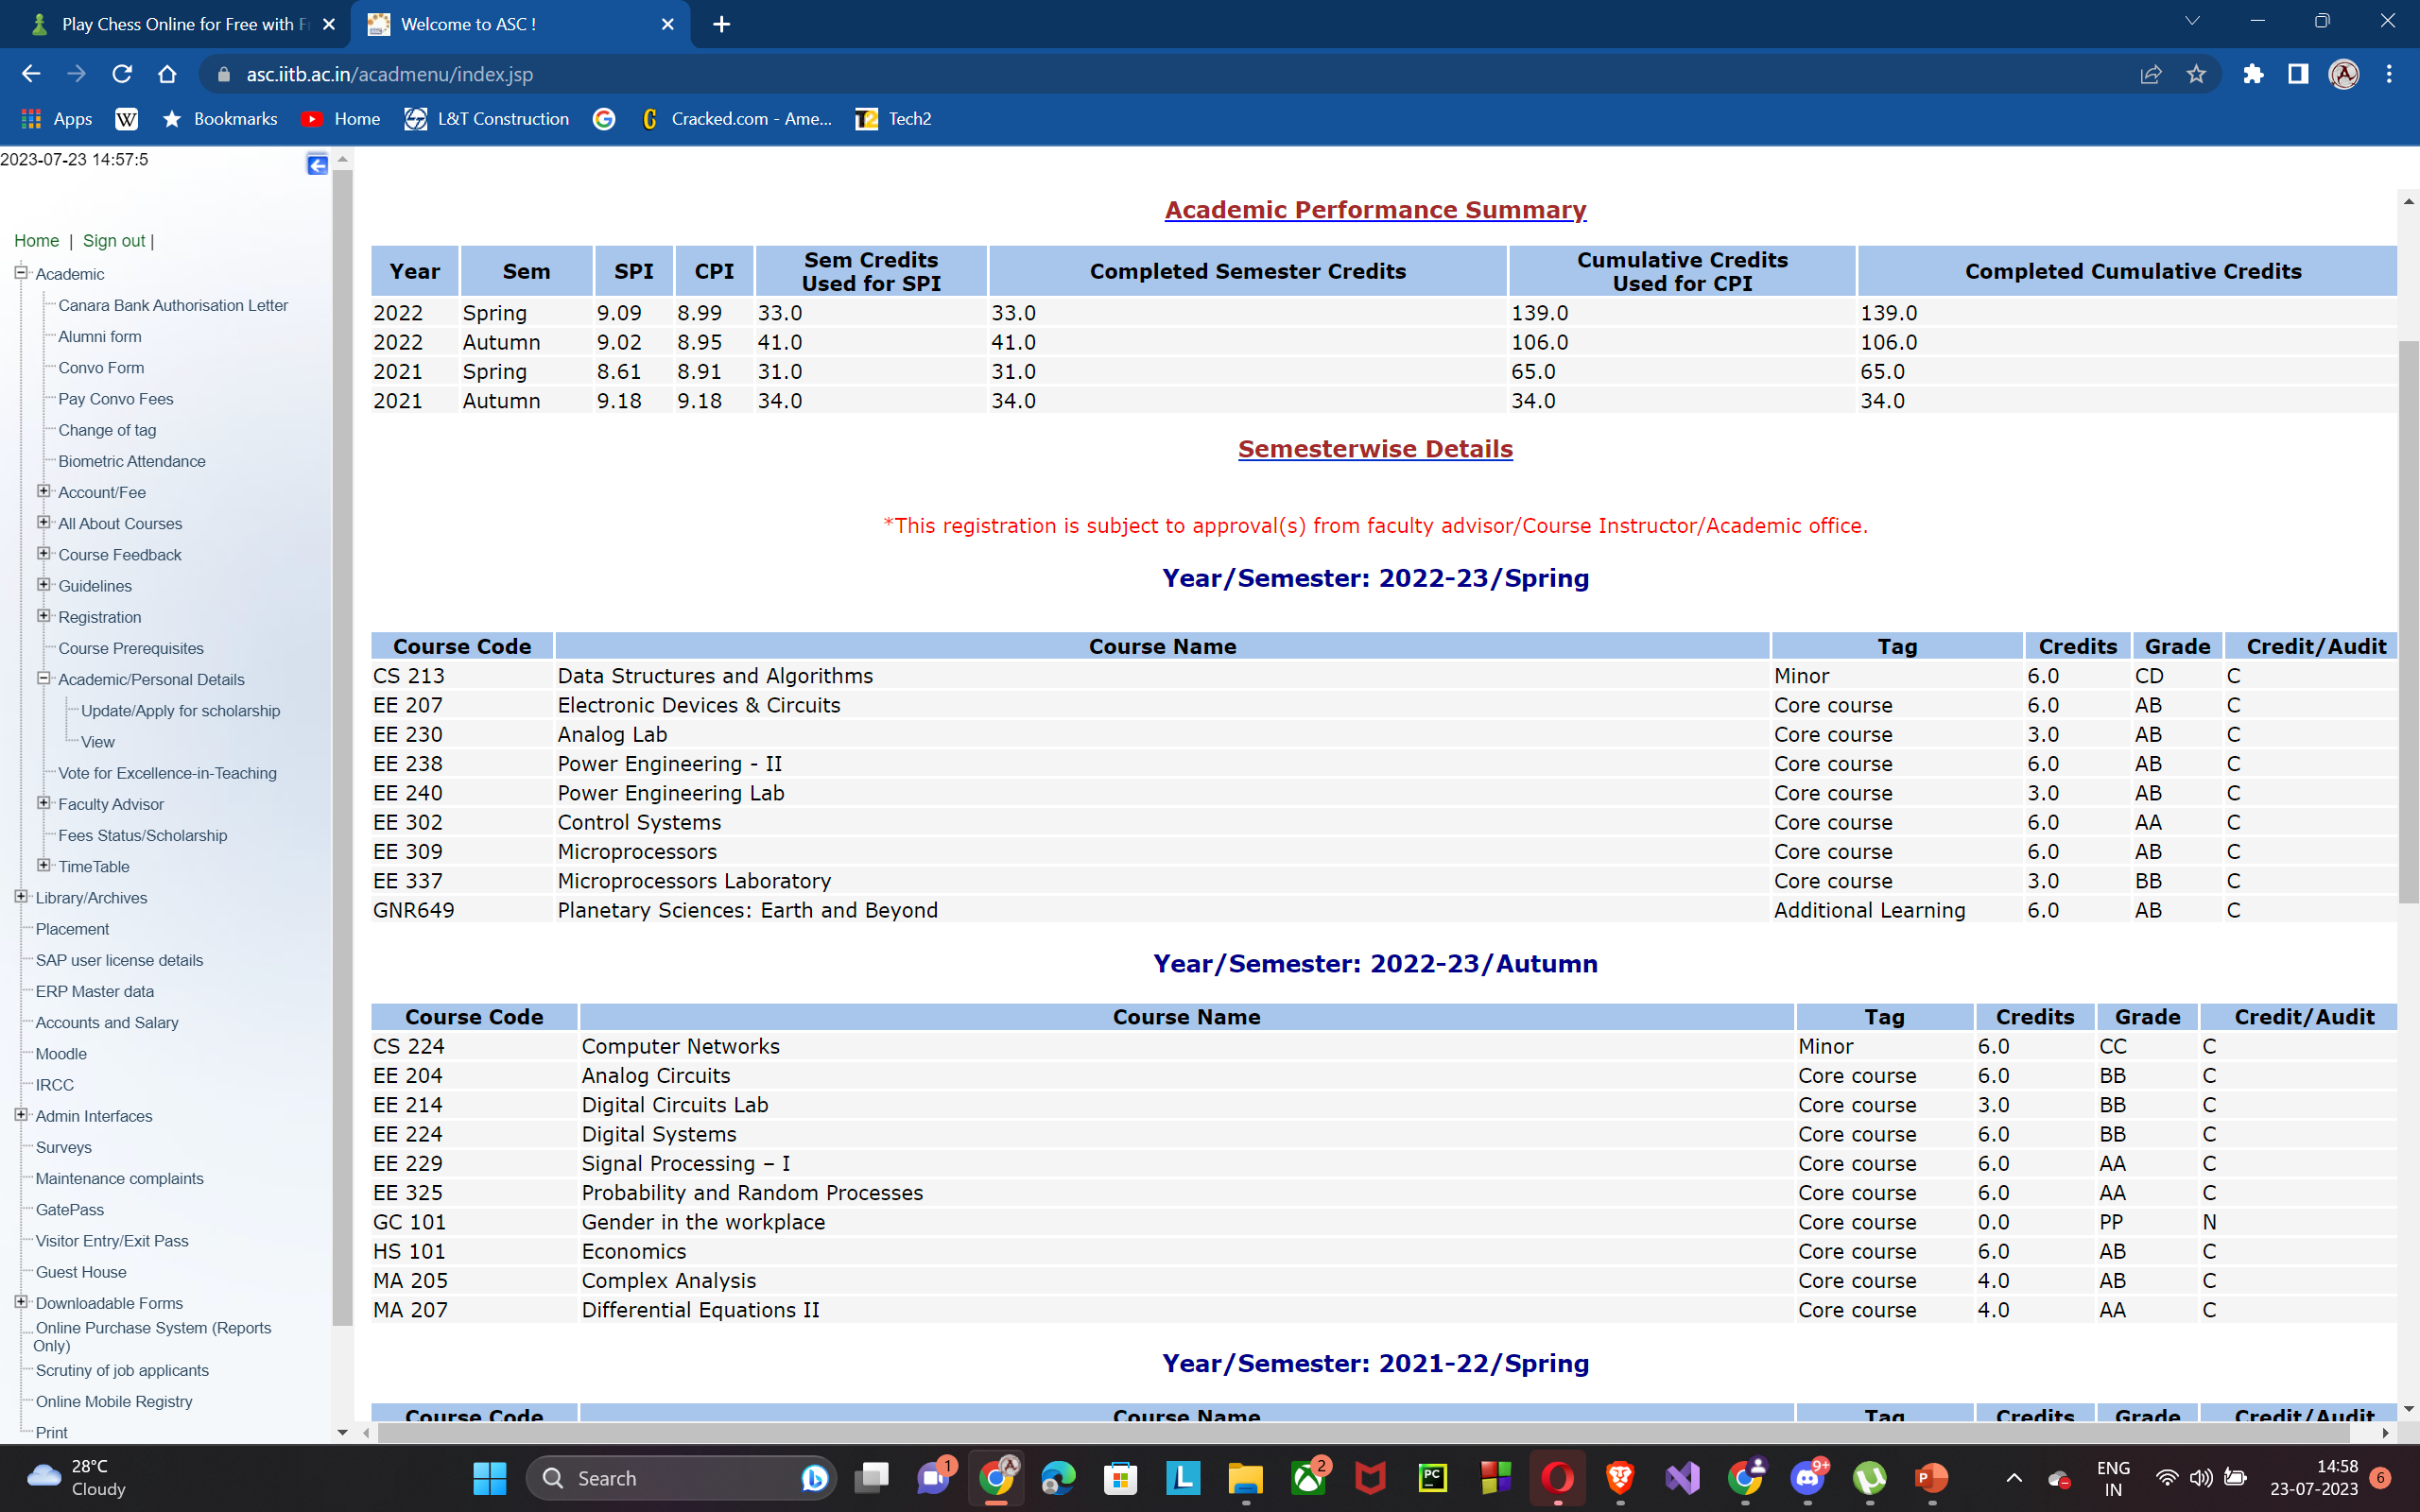 Play Chess Online for Free with Fr
Welcome to ASC !
asc.iitb.ac.in/acadmenu/index.jsp
Apps W Bookmarks Home L&T Construction G C Cracked.com - Ame... T2 Tech2
2023-07-23 14:57:5
Home | Sign out |
Academic
Canara Bank Authorisation Letter
Alumni form
Convo Form
Pay Convo Fees
Change of tag
Biometric Attendance
Account/Fee
All About Courses
Course Feedback
Guidelines
Registration
Course Prerequisites
Academic/Personal Details
Update/Apply for scholarship
View
Vote for Excellence-in-Teaching
Faculty Advisor
Fees Status/Scholarship
TimeTable
Library/Archives
Placement
SAP user license details
ERP Master data
Accounts and Salary
Moodle
IRCC
Admin Interfaces
Surveys
Maintenance complaints
GatePass
Visitor Entry/Exit Pass
Guest House
Downloadable Forms
Online Purchase System (Reports
Only)
Scrutiny of job applicants
Online Mobile Registry
Print
Academic Performance Summary
Year Sem SPI CPI Sem Credits Used for SPI Completed Semester Credits Cumulative Credits Used for CPI Completed Cumulative Credits
2022 Spring 9.09 8.99 33.0 33.0 139.0 139.0
2022 Autumn 9.02 8.95 41.0 41.0 106.0 106.0
2021 Spring 8.61 8.91 31.0 31.0 65.0 65.0
2021 Autumn 9.18 9.18 34.0 34.0 34.0 34.0
Semesterwise Details
*This registration is subject to approval(s) from faculty advisor/Course Instructor/Academic office.
Year/Semester: 2022-23/Spring
Course Code Course Name Tag Credits Grade Credit/Audit
CS 213 Data Structures and Algorithms Minor 6.0 CD C
EE 207 Electronic Devices & Circuits Core course 6.0 AB C
EE 230 Analog Lab Core course 3.0 AB C
EE 238 Power Engineering - II Core course 6.0 AB C
EE 240 Power Engineering Lab Core course 3.0 AB C
EE 302 Control Systems Core course 6.0 AA C
EE 309 Microprocessors Core course 6.0 AB C
EE 337 Microprocessors Laboratory Core course 3.0 BB C
GNR649 Planetary Sciences: Earth and Beyond Additional Learning 6.0 AB C
Year/Semester: 2022-23/Autumn
Course Code Course Name Tag Credits Grade Credit/Audit
CS 224 Computer Networks Minor 6.0 CC C
EE 204 Analog Circuits Core course 6.0 BB C
EE 214 Digital Circuits Lab Core course 3.0 BB C
EE 224 Digital Systems Core course 6.0 BB C
EE 229 Signal Processing – I Core course 6.0 AA C
EE 325 Probability and Random Processes Core course 6.0 AA C
GC 101 Gender in the workplace Core course 0.0 PP N
HS 101 Economics Core course 6.0 AB C
MA 205 Complex Analysis Core course 4.0 AB C
MA 207 Differential Equations II Core course 4.0 AA C
Year/Semester: 2021-22/Spring
Course Code Course Name Tag Credits Grade Credit/Audit
28°C
Cloudy
Search
1
L
2
PC
9+
P
ENG
IN
14:58
23-07-2023
6